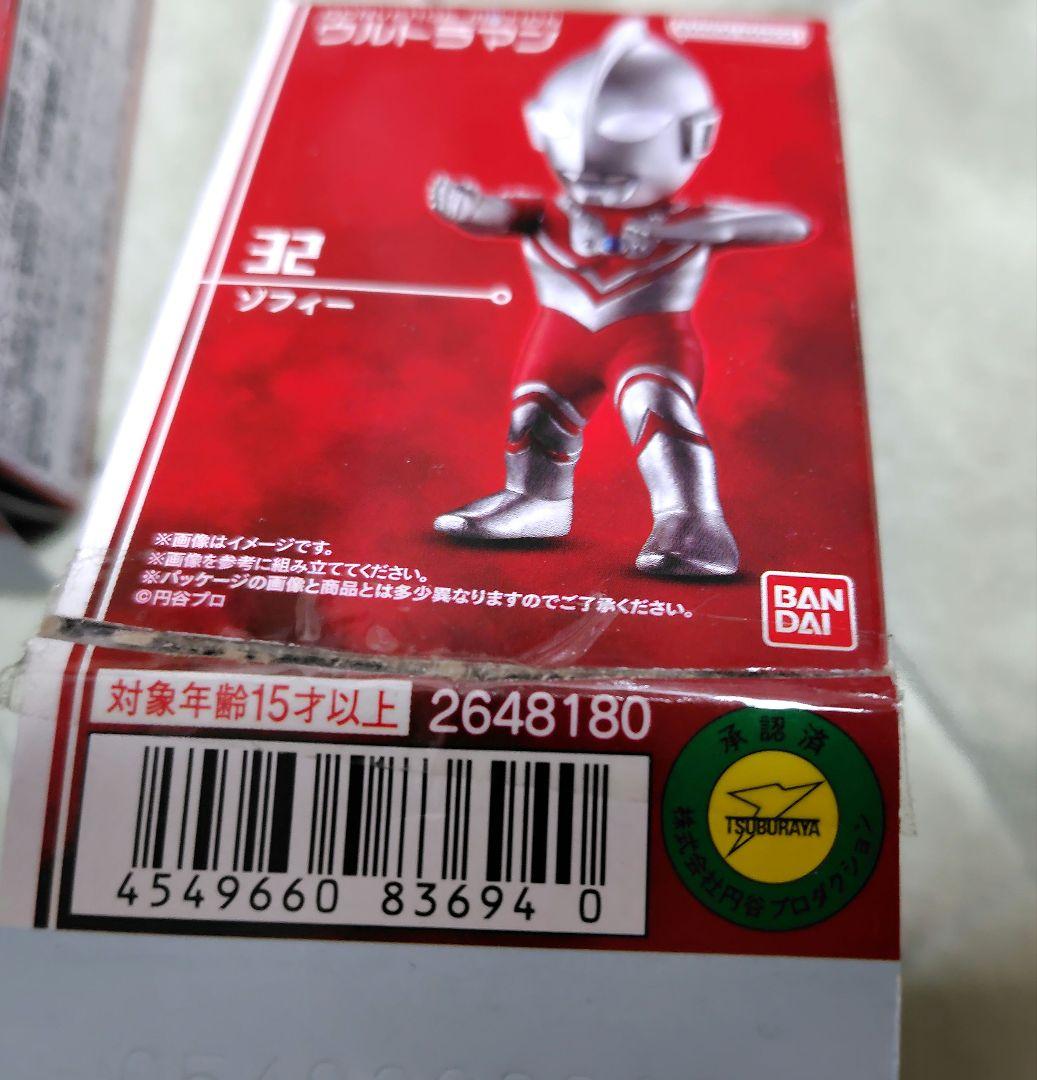 ウルトラマン
32
ゾフィー
※画像はイメージです。
※画像を参考に組み立ててください。
※パッケージの画像と商品とは多少異なりますのでご了承ください。
©円谷プロ
BAN
DAI
対象年齢15才以上
2648180
承認済
TSUBURAYA
株式会社円谷プロダクション
4549660 83694 0